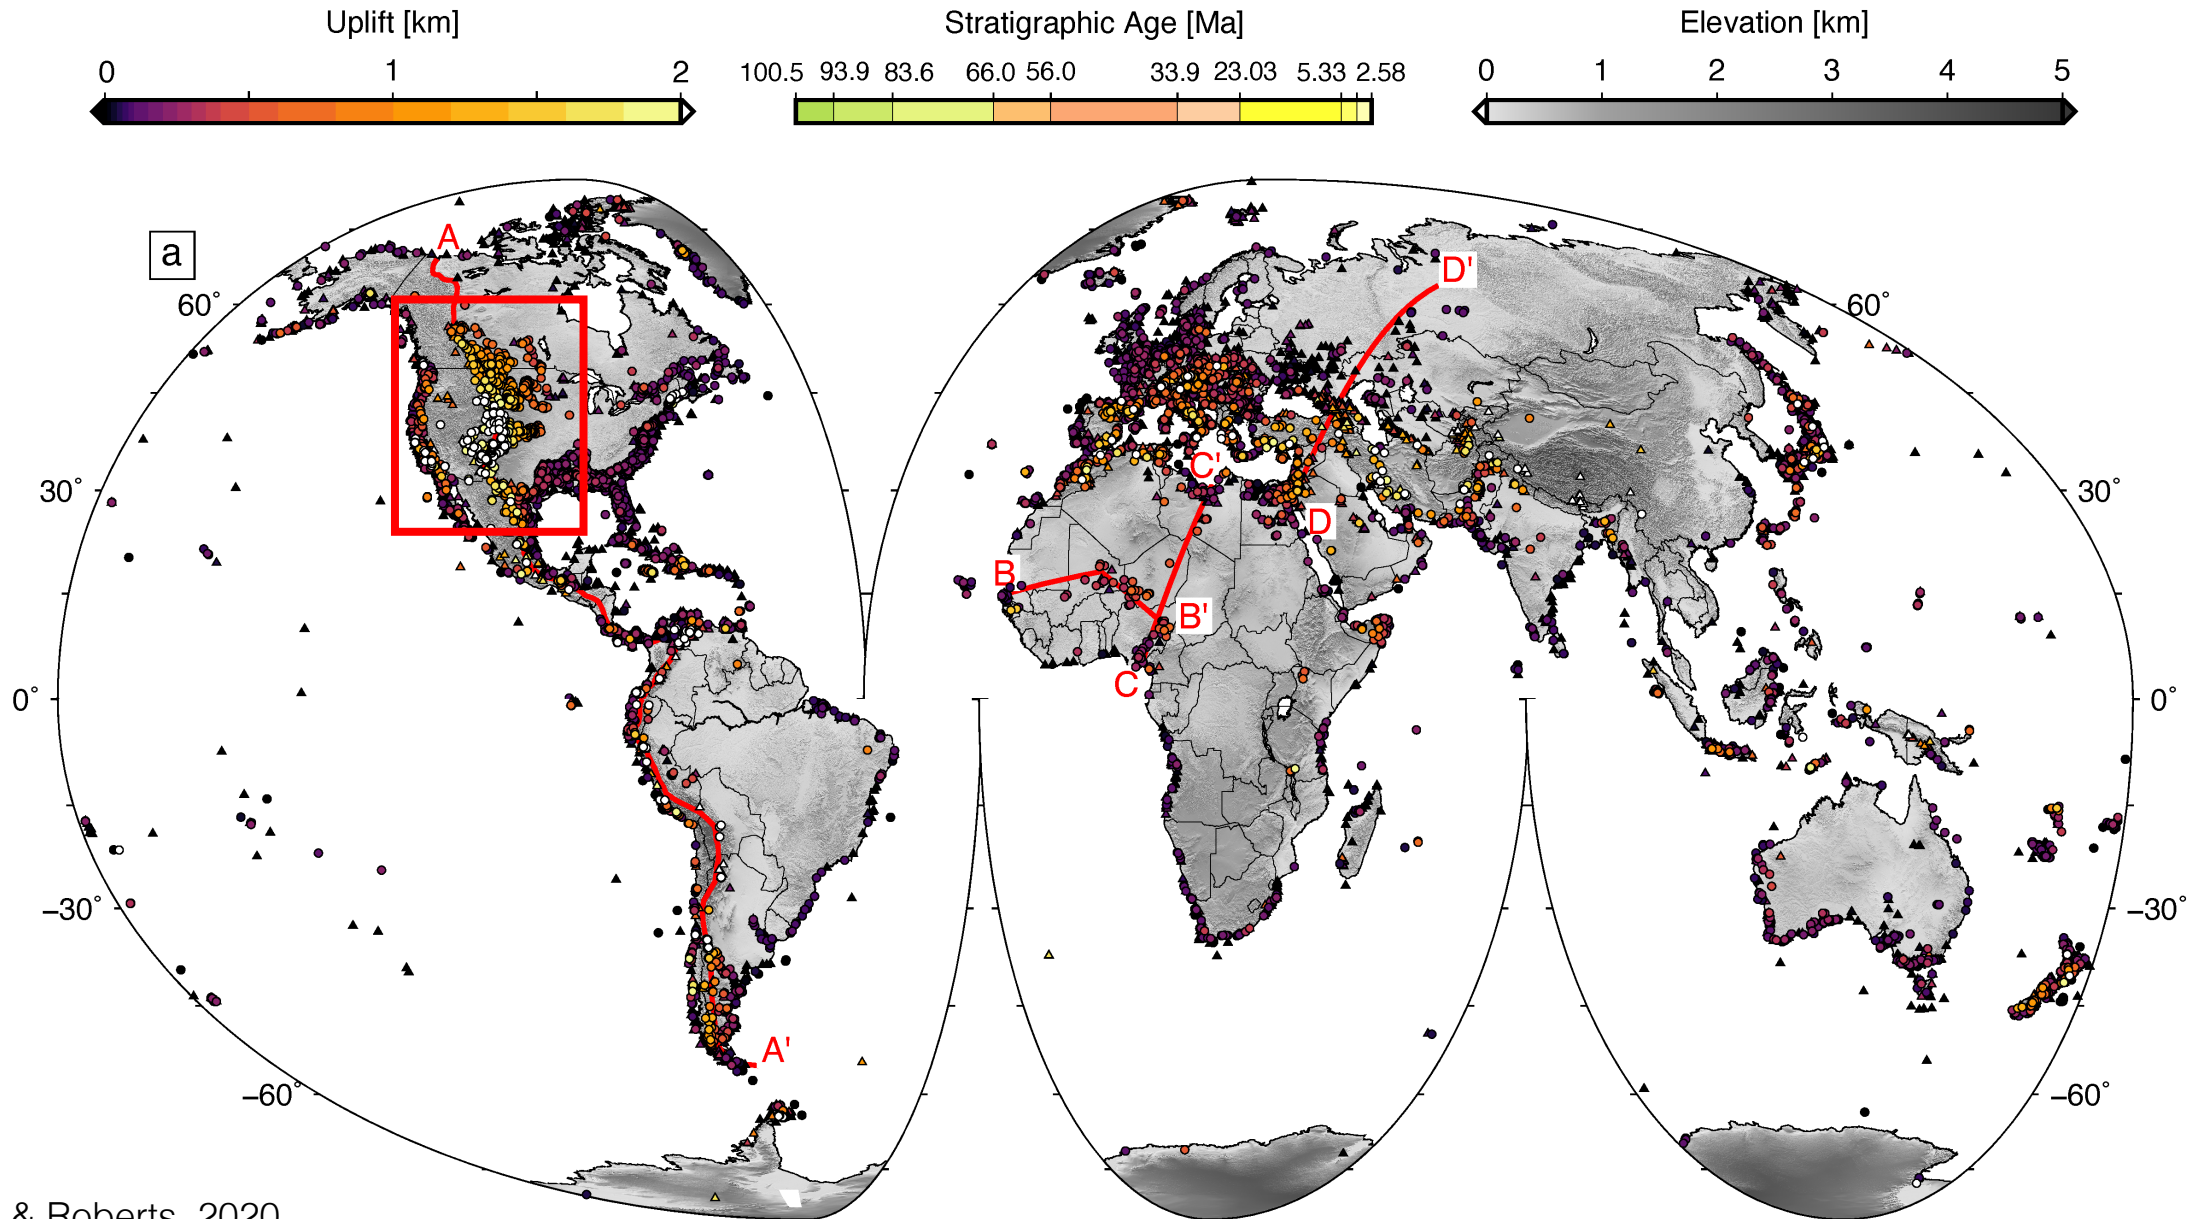 Uplift [km]
Stratigraphic Age [Ma]
Elevation [km]
0 1 2
100.5 93.9 83.6 66.0 56.0 33.9 23.03 5.33 2.58
0 1 2 3 4 5
a
A
D'
60°
60°
C'
30°
30°
D
B
B'
C
0°
0°
−30°
−30°
A'
−60°
−60°
& Roberts, 2020